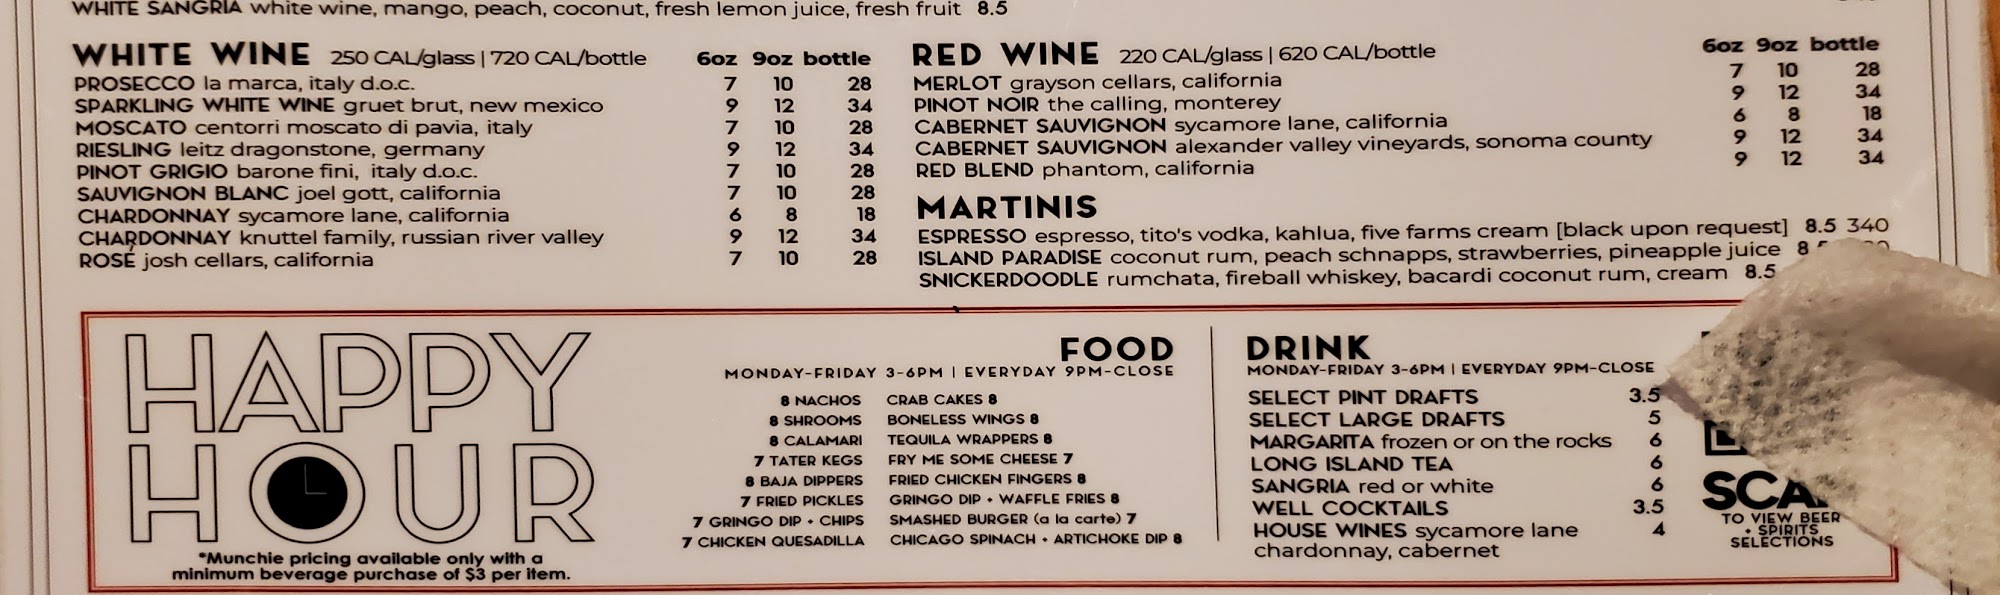 WHITE SANGRIA white wine, mango, peach, coconut, fresh lemon juice, fresh fruit 8.5
WHITE WINE 250 CAL/glass | 720 CAL/bottle 6oz 9oz bottle
PROSECCO la marca, italy d.o.c. 7 10 28
SPARKLING WHITE WINE gruet brut, new mexico 9 12 34
MOSCATO centorri moscato di pavia, italy 7 10 28
RIESLING leitz dragonstone, germany 9 12 34
PINOT GRIGIO barone fini, italy d.o.c. 7 10 28
SAUVIGNON BLANC joel gott, california 7 10 28
CHARDONNAY sycamore lane, california 6 8 18
CHARDONNAY knuttel family, russian river valley 9 12 34
ROSÉ josh cellars, california 7 10 28
RED WINE 220 CAL/glass | 620 CAL/bottle 6oz 9oz bottle
MERLOT grayson cellars, california 7 10 28
PINOT NOIR the calling, monterey 9 12 34
CABERNET SAUVIGNON sycamore lane, california 6 8 18
CABERNET SAUVIGNON alexander valley vineyards, sonoma county 9 12 34
RED BLEND phantom, california 9 12 34
MARTINIS
ESPRESSO espresso, tito's vodka, kahlua, five farms cream [black upon request] 8.5 340
ISLAND PARADISE coconut rum, peach schnapps, strawberries, pineapple juice
SNICKERDOODLE rumchata, fireball whiskey, bacardi coconut rum, cream 8.5
HAPPY
HOUR
*Munchie pricing available only with a
minimum beverage purchase of $3 per item.
FOOD
MONDAY-FRIDAY 3-6PM | EVERYDAY 9PM-CLOSE
8 NACHOS CRAB CAKES 8
8 SHROOMS BONELESS WINGS 8
8 CALAMARI TEQUILA WRAPPERS 8
7 TATER KEGS FRY ME SOME CHEESE 7
8 BAJA DIPPERS FRIED CHICKEN FINGERS 8
7 FRIED PICKLES GRINGO DIP + WAFFLE FRIES 8
7 GRINGO DIP + CHIPS SMASHED BURGER (a la carte) 7
7 CHICKEN QUESADILLA CHICAGO SPINACH + ARTICHOKE DIP 8
DRINK
MONDAY-FRIDAY 3-6PM | EVERYDAY 9PM-CLOSE
SELECT PINT DRAFTS 3.5
SELECT LARGE DRAFTS 5
MARGARITA frozen or on the rocks 6
LONG ISLAND TEA 6
SANGRIA red or white 6
WELL COCKTAILS 3.5
HOUSE WINES sycamore lane 4
chardonnay, cabernet
TO VIEW BEER
+ SPIRITS
SELECTIONS